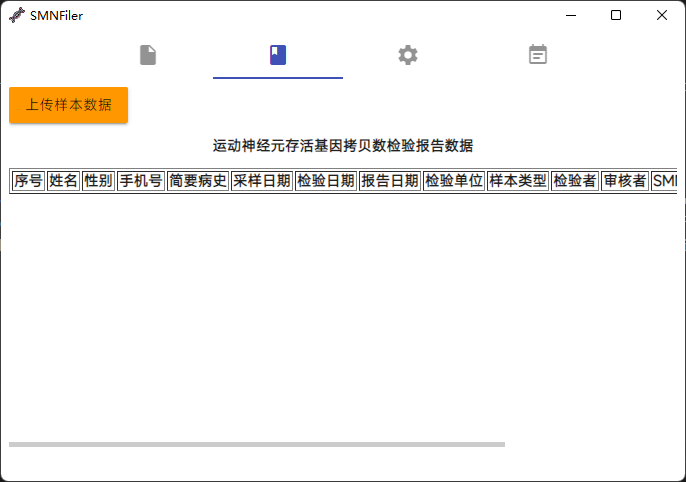 SMNFiler
上传样本数据
运动神经元存活基因拷贝数检验报告数据
序号 姓名 性别 手机号 简要病史 采样日期 检验日期 报告日期 检验单位 样本类型 检验者 审核者